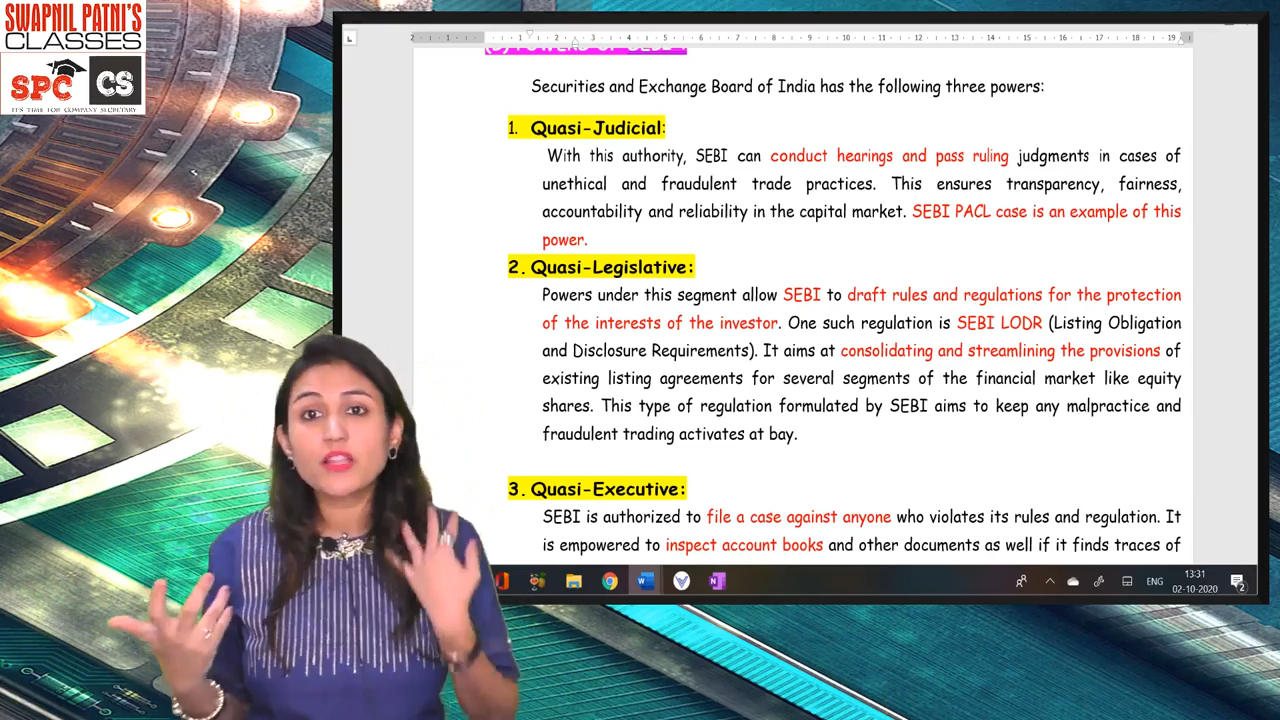 SWAPNIL PATNI'S
CLASSES
SPC CS
IT'S TIME FOR COMPANY SECRETARY
POWERS OF SEBI :
Securities and Exchange Board of India has the following three powers:
1. Quasi-Judicial:
With this authority, SEBI can conduct hearings and pass ruling judgments in cases of
unethical and fraudulent trade practices. This ensures transparency, fairness,
accountability and reliability in the capital market. SEBI PACL case is an example of this
power.
2. Quasi-Legislative:
Powers under this segment allow SEBI to draft rules and regulations for the protection
of the interests of the investor. One such regulation is SEBI LODR (Listing Obligation
and Disclosure Requirements). It aims at consolidating and streamlining the provisions of
existing listing agreements for several segments of the financial market like equity
shares. This type of regulation formulated by SEBI aims to keep any malpractice and
fraudulent trading activates at bay.
3. Quasi-Executive:
SEBI is authorized to file a case against anyone who violates its rules and regulation. It
is empowered to inspect account books and other documents as well if it finds traces of
ENG
13:31
02-10-2020
2